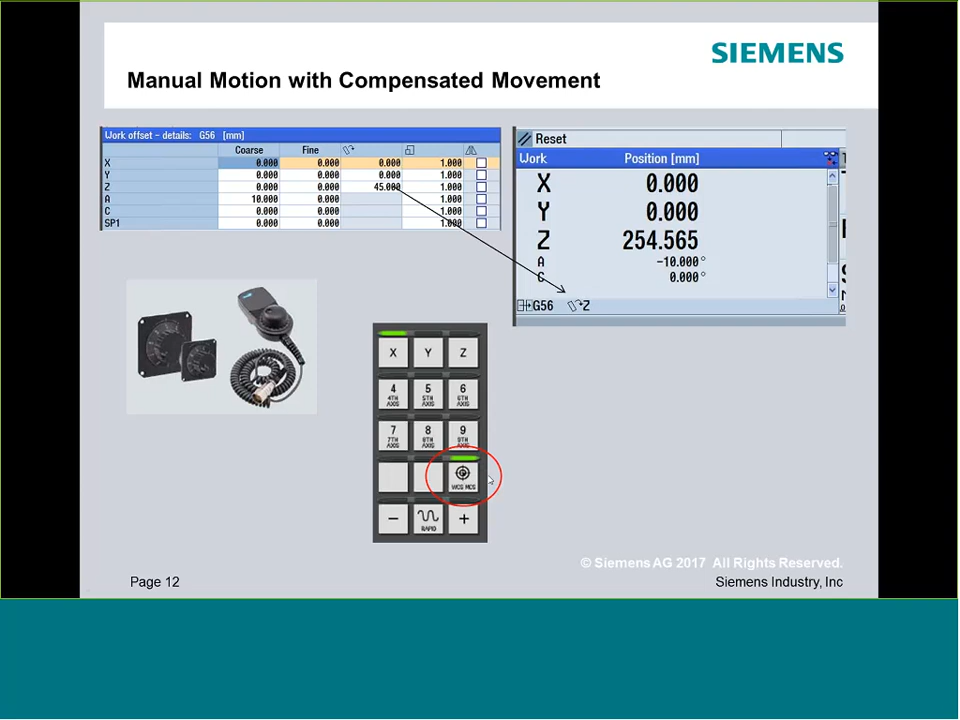 SIEMENS
Manual Motion with Compensated Movement
Work offset - details: G56 [mm]
Coarse Fine
X 0.000 0.000 0.000 1.000
Y 0.000 0.000 0.000 1.000
Z 0.000 0.000 45.000 1.000
A 10.000 0.000 1.000
C 0.000 0.000 1.000
SP1 0.000 0.000 1.000
Reset
Work Position [mm]
X 0.000
Y 0.000
Z 254.565
A -10.000°
C 0.000°
G56 Z
X Y Z
4 5 6
4TH AXIS 5TH AXIS 6TH AXIS
7 8 9
7TH AXIS 8TH AXIS 9TH AXIS
WCS MCS
- RAPID +
© Siemens AG 2017 All Rights Reserved.
Page 12 Siemens Industry, Inc